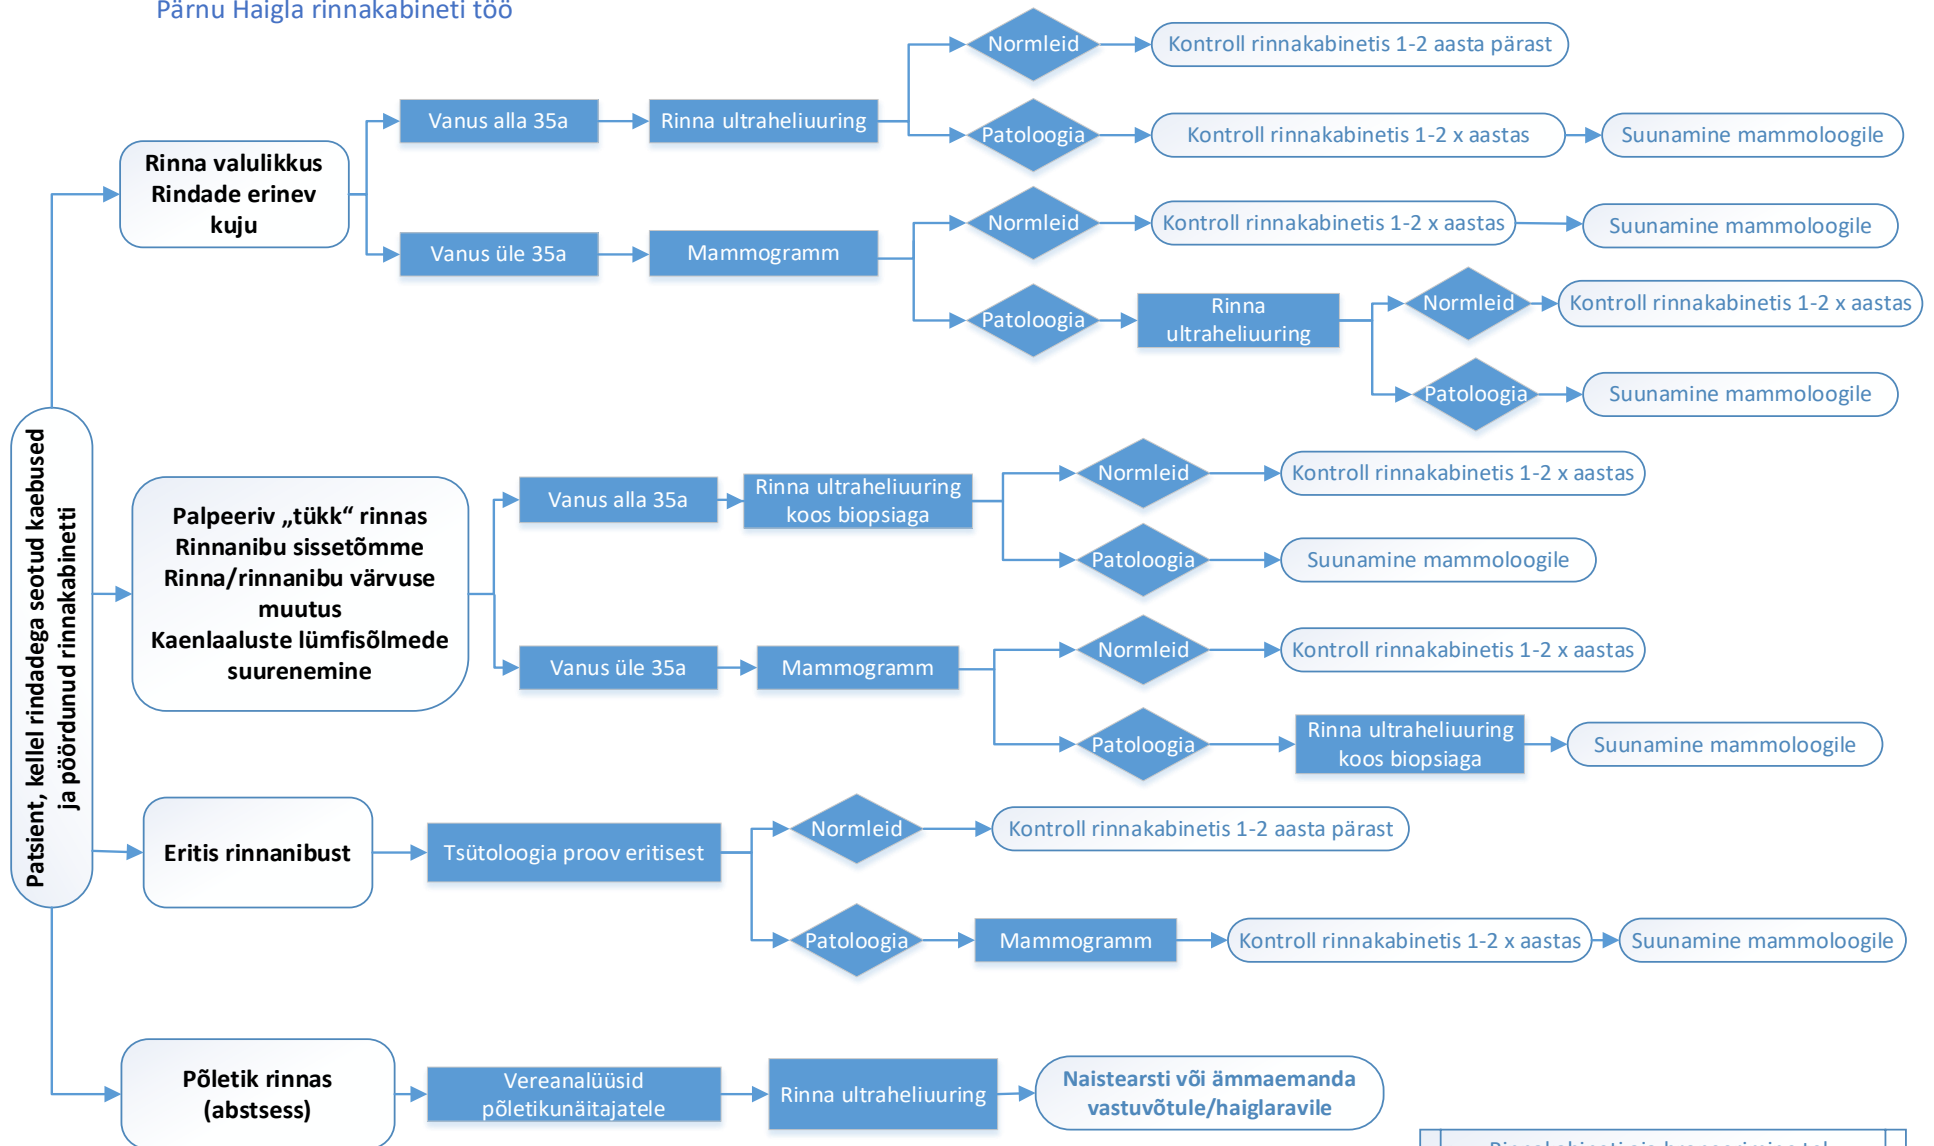 Pärnu Haigla rinnakabineti töö
Patsient, kellel rindadega seotud kaebused
ja pöördunud rinnakabinetti
Rinna valulikkus
Rindade erinev
kuju
Vanus alla 35a
Rinna ultraheliuuring
Normleid
Kontroll rinnakabinetis 1-2 aasta pärast
Patoloogia
Kontroll rinnakabinetis 1-2 x aastas
Suunamine mammoloogile
Vanus üle 35a
Mammogramm
Normleid
Kontroll rinnakabinetis 1-2 x aastas
Suunamine mammoloogile
Patoloogia
Rinna
ultraheliuuring
Normleid
Kontroll rinnakabinetis 1-2 x aastas
Patoloogia
Suunamine mammoloogile
Palpeeriv „tükk“ rinnas
Rinnanibu sissetõmme
Rinna/rinnanibu värvuse
muutus
Kaenlaaluste lümfisõlmede
suurenemine
Vanus alla 35a
Rinna ultraheliuuring
koos biopsiaga
Normleid
Kontroll rinnakabinetis 1-2 x aastas
Patoloogia
Suunamine mammoloogile
Vanus üle 35a
Mammogramm
Normleid
Kontroll rinnakabinetis 1-2 x aastas
Patoloogia
Rinna ultraheliuuring
koos biopsiaga
Suunamine mammoloogile
Eritis rinnanibust
Tsütoloogia proov eritisest
Normleid
Kontroll rinnakabinetis 1-2 aasta pärast
Patoloogia
Mammogramm
Kontroll rinnakabinetis 1-2 x aastas
Suunamine mammoloogile
Põletik rinnas
(abstsess)
Vereanalüüsid
põletikunäitajatele
Rinna ultraheliuuring
Naistearsti või ämmaemanda
vastuvõtule/haiglaravile